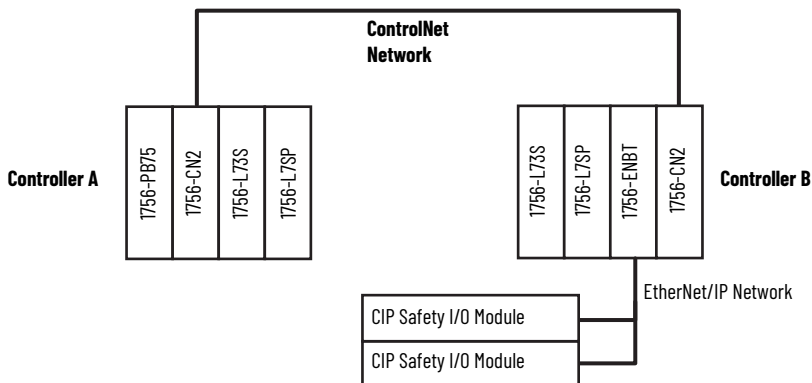 ControlNet
Network
Controller A
1756-PB75
1756-CN2
1756-L73S
1756-L7SP
1756-L73S
1756-L7SP
1756-ENBT
1756-CN2
Controller B
EtherNet/IP Network
CIP Safety I/O Module
CIP Safety I/O Module